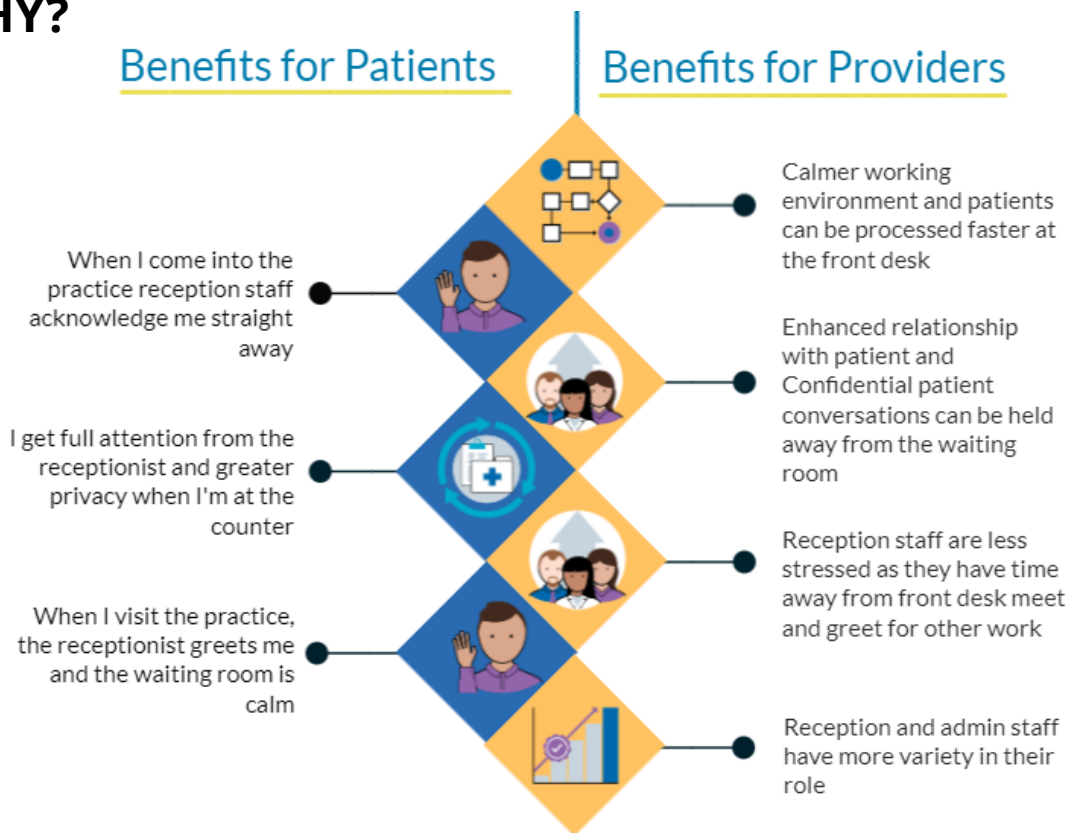 HY?
Benefits for Patients
Benefits for Providers
When I come into the
practice reception staff
acknowledge me straight
away
I get full attention from the
receptionist and greater
privacy when I'm at the
counter
When I visit the practice,
the receptionist greets me
and the waiting room is
calm
Calmer working
environment and patients
can be processed faster at
the front desk
Enhanced relationship
with patient and
Confidential patient
conversations can be held
away from the waiting
room
Reception staff are less
stressed as they have time
away from front desk meet
and greet for other work
Reception and admin staff
have more variety in their
role